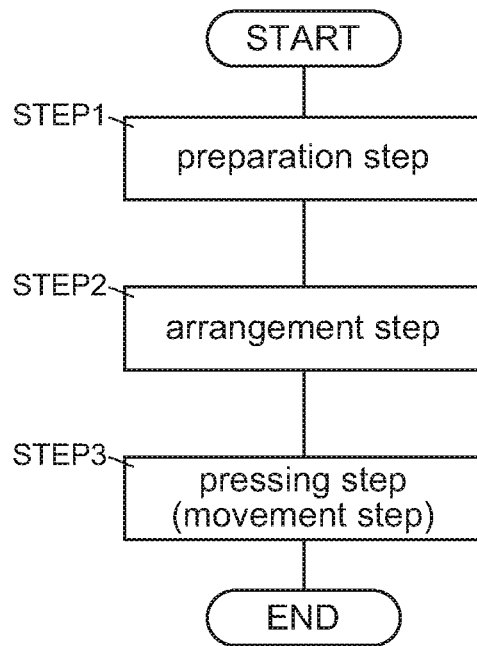 START
STEP1
preparation step
STEP2
arrangement step
STEP3
pressing step
(movement step)
END